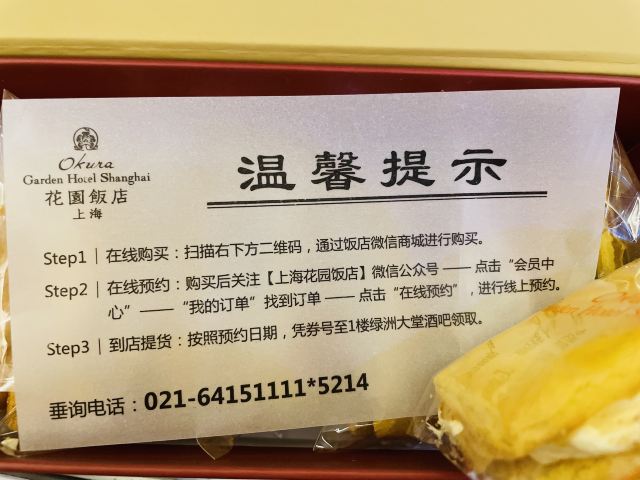 Okura
Garden Hotel Shanghai
花園飯店
上海
温馨提示
Step1 | 在线购买：扫描右下方二维码，通过饭店微信商城进行购买。
Step2 | 在线预约：购买后关注【上海花园饭店】微信公众号 —— 点击“会员中
心” —— “我的订单”找到订单 —— 点击“在线预约”，进行线上预约。
Step3 | 到店提货：按照预约日期，凭券号至1楼绿洲大堂酒吧领取。
垂询电话：021-64151111*5214